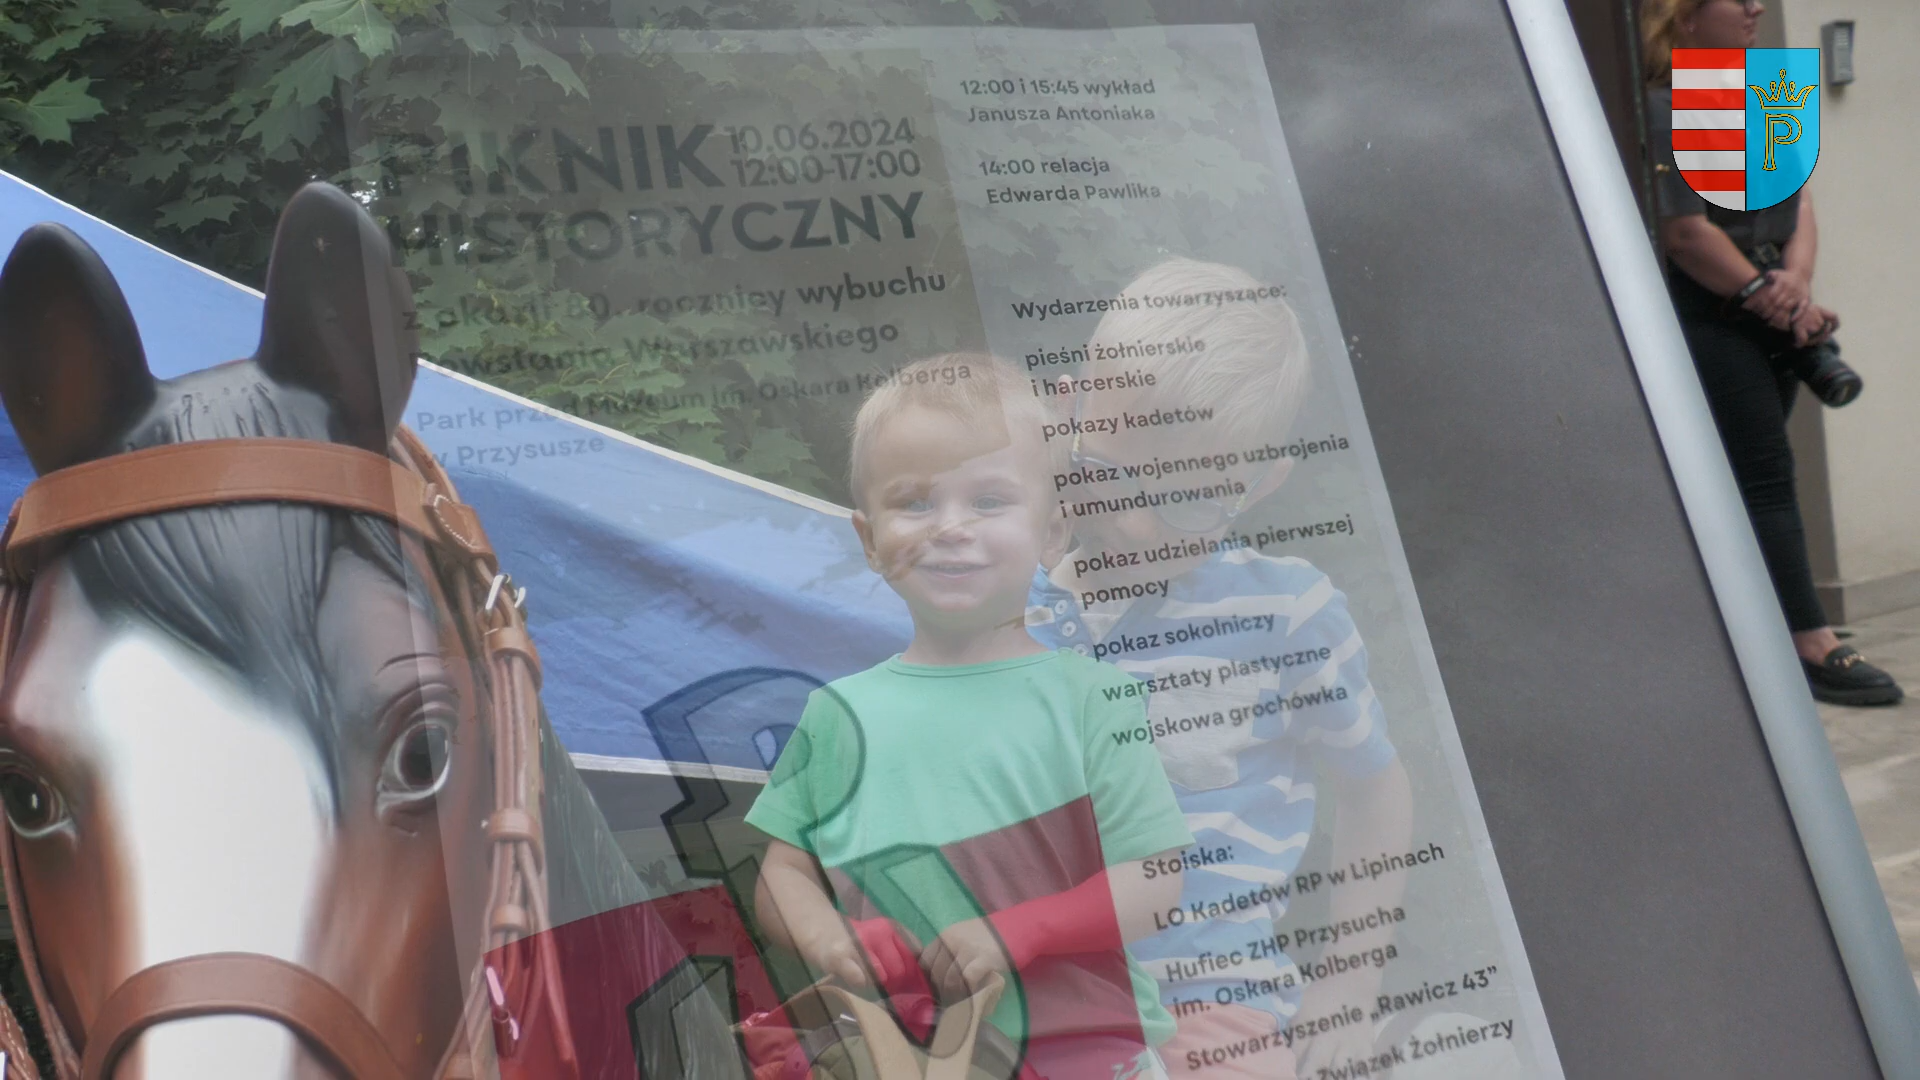 PIKNIK 10.06.2024
12:00-17:00
HISTORYCZNY
z okazji 80. rocznicy wybuchu
Powstania Warszawskiego
Park przed Muzeum im. Oskara Kolberga
w Przysusze
12:00 i 15:45 wykład
Janusza Antoniaka
14:00 relacja
Edwarda Pawlika
Wydarzenia towarzyszące:
pieśni żołnierskie
i harcerskie
pokazy kadetów
pokaz wojennego uzbrojenia
i umundurowania
pokaz udzielania pierwszej
pomocy
pokaz sokolniczy
warsztaty plastyczne
wojskowa grochówka
Stoiska:
LO Kadetów RP w Lipinach
Hufiec ZHP Przysucha
im. Oskara Kolberga
Stowarzyszenie „Rawicz 43”
Związek Żołnierzy
P